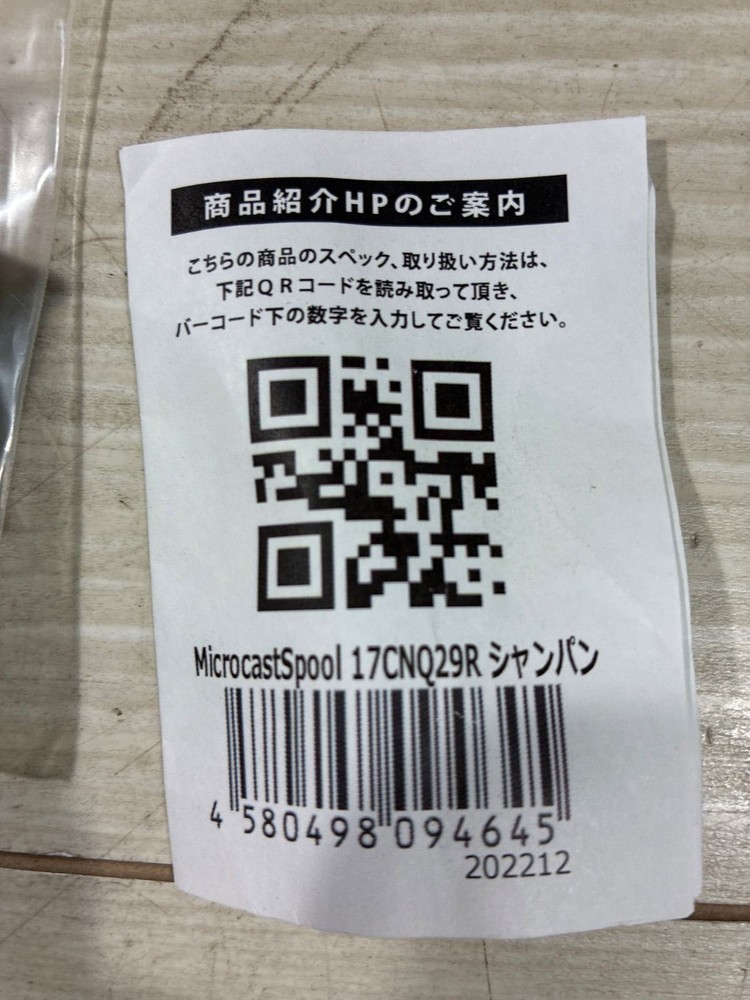 商品紹介HPのご案内
こちらの商品のスペック、取り扱い方法は、
下記QRコードを読み取って頂き、
バーコード下の数字を入力してご覧ください。
MicrocastSpool 17CNQ29R シャンパン
4 580498 094645
202212